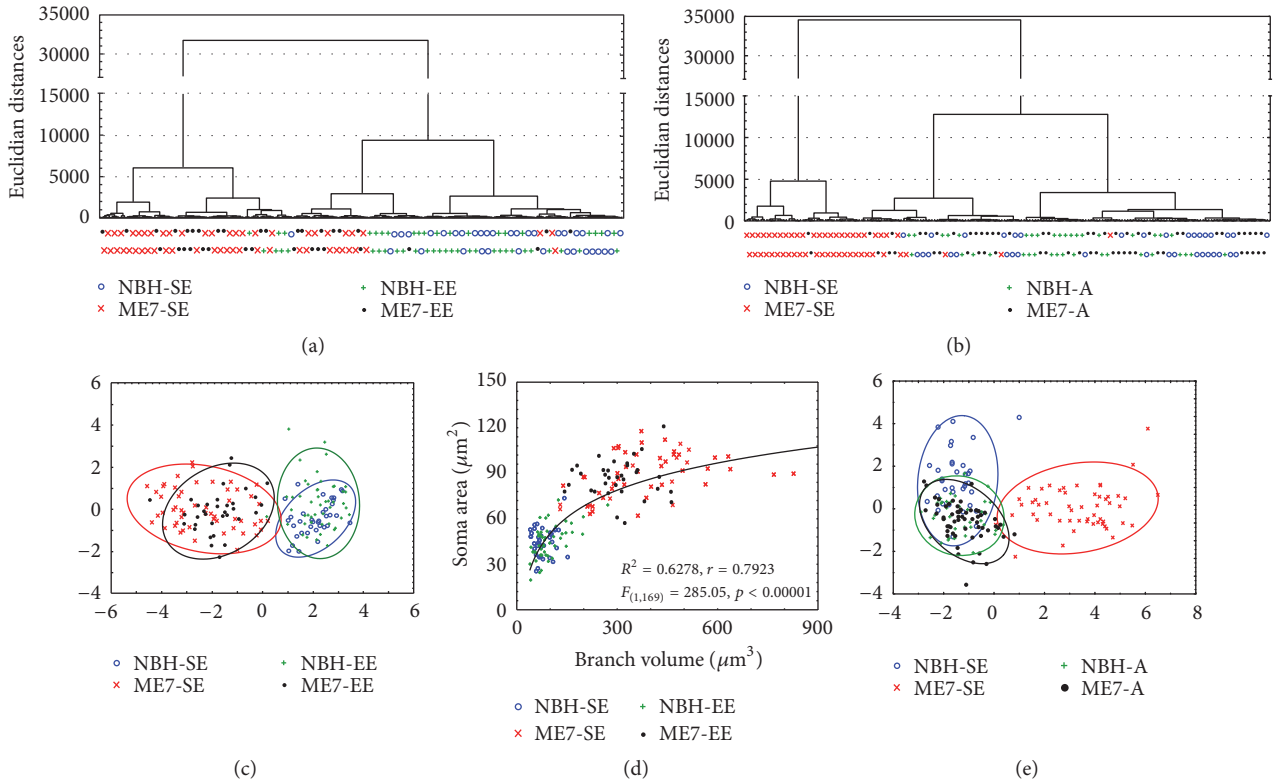 35000
30000
15000
10000
5000
0
Euclidian distances
NBH-SE
NBH-EE
ME7-SE
ME7-EE
(a)
35000
30000
15000
10000
5000
0
Euclidian distances
NBH-SE
NBH-A
ME7-SE
ME7-A
(b)
6
4
2
0
−2
−4
−6 −4 −2 0 2 4 6
NBH-SE
NBH-EE
ME7-SE
ME7-EE
(c)
150
120
90
60
30
0
Soma area (μm²)
R² = 0.6278, r = 0.7923
F(1,169) = 285.05, p < 0.00001
0 300 600 900
Branch volume (μm³)
NBH-SE
NBH-EE
ME7-SE
ME7-EE
(d)
6
4
2
0
−2
−4
−4 −2 0 2 4 6 8
NBH-SE
NBH-A
ME7-SE
ME7-A
(e)